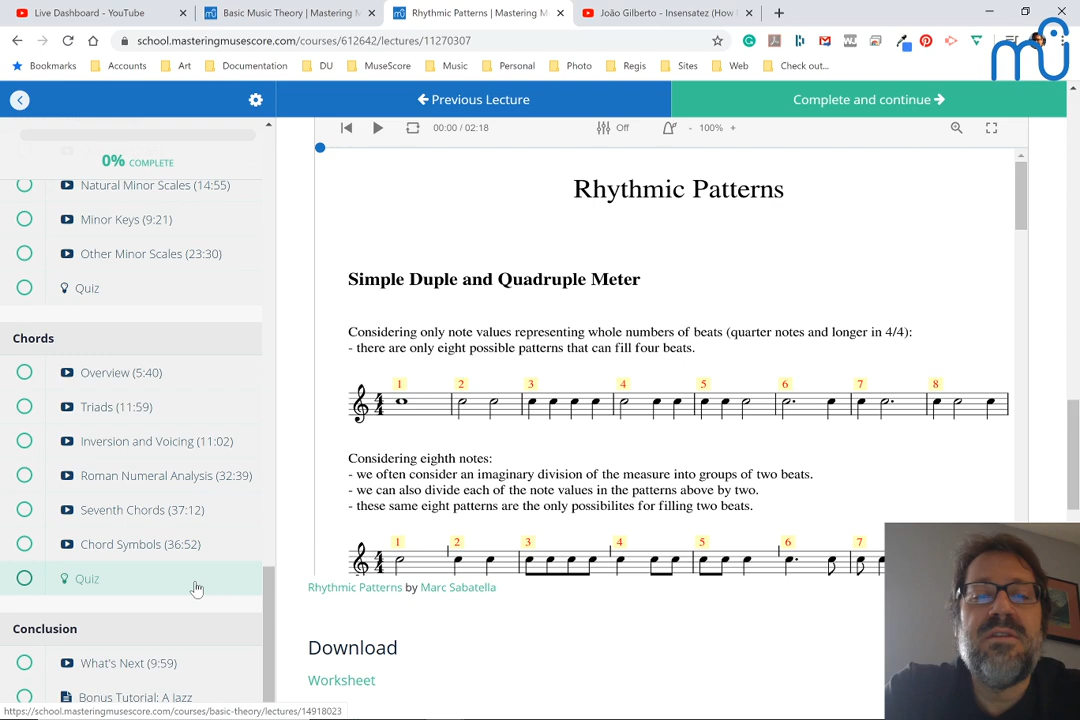 Live Dashboard - YouTube
Basic Music Theory | Mastering M
Rhythmic Patterns | Mastering M
João Gilberto - Insensatez (How
school.masteringmusescore.com/courses/612642/lectures/11270307
Bookmarks
Accounts
Art
Documentation
DU
MuseScore
Music
Personal
Photo
Regis
Sites
Web
Check out...
Previous Lecture
Complete and continue
0% COMPLETE
Natural Minor Scales (14:55)
Minor Keys (9:21)
Other Minor Scales (23:30)
Quiz
Chords
Overview (5:40)
Triads (11:59)
Inversion and Voicing (11:02)
Roman Numeral Analysis (32:39)
Seventh Chords (37:12)
Chord Symbols (36:52)
Quiz
Conclusion
What's Next (9:59)
Bonus Tutorial: A Jazz
https://school.masteringmusescore.com/courses/basic-theory/lectures/14918023
00:00 / 02:18
Off
- 100% +
Rhythmic Patterns
Simple Duple and Quadruple Meter
Considering only note values representing whole numbers of beats (quarter notes and longer in 4/4):
- there are only eight possible patterns that can fill four beats.
1 2 3 4 5 6 7 8
4
4
Considering eighth notes:
- we often consider an imaginary division of the measure into groups of two beats.
- we can also divide each of the note values in the patterns above by two.
- these same eight patterns are the only possibilites for filling two beats.
1 2 3 4 5 6 7
4
4
Rhythmic Patterns by Marc Sabatella
Download
Worksheet
mu